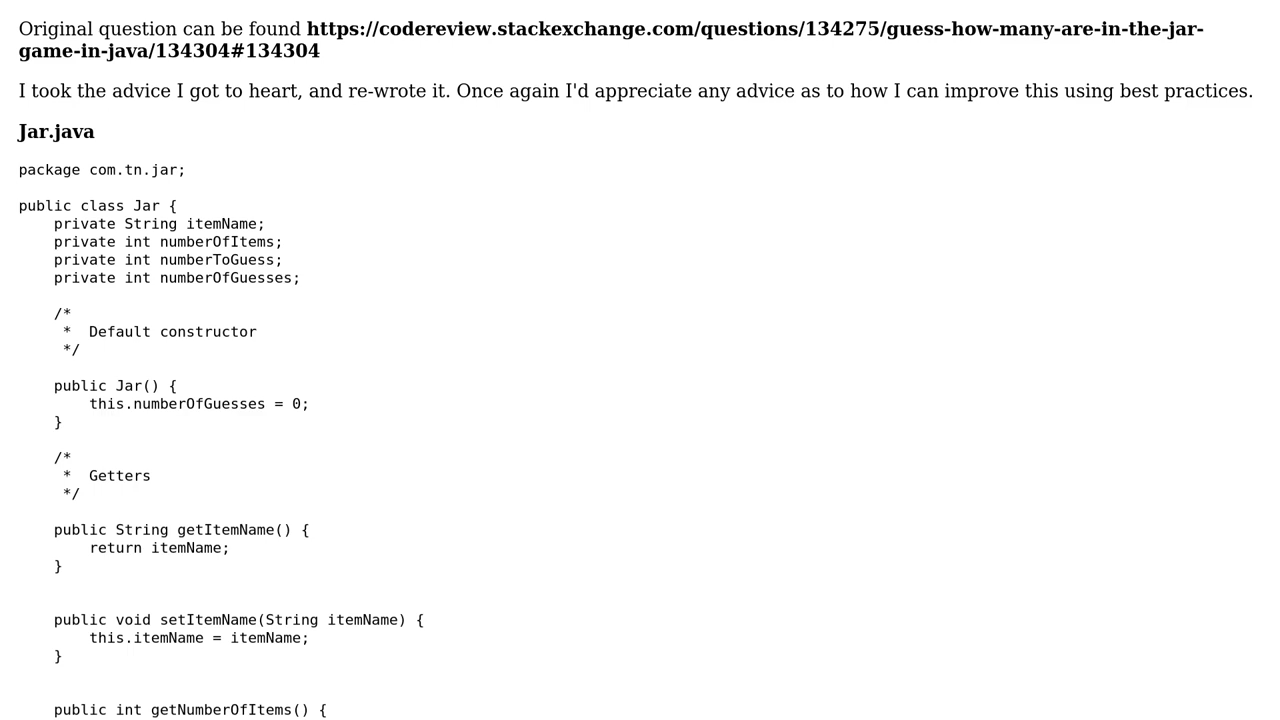 Original question can be found https://codereview.stackexchange.com/questions/134275/guess-how-many-are-in-the-jar-
game-in-java/134304#134304
I took the advice I got to heart, and re-wrote it. Once again I'd appreciate any advice as to how I can improve this using best practices.
Jar.java
package com.tn.jar;
public class Jar {
    private String itemName;
    private int numberOfItems;
    private int numberToGuess;
    private int numberOfGuesses;
    /*
     *  Default constructor
     */
    public Jar() {
        this.numberOfGuesses = 0;
    }
    /*
     *  Getters
     */
    public String getItemName() {
        return itemName;
    }
    public void setItemName(String itemName) {
        this.itemName = itemName;
    }
    public int getNumberOfItems() {